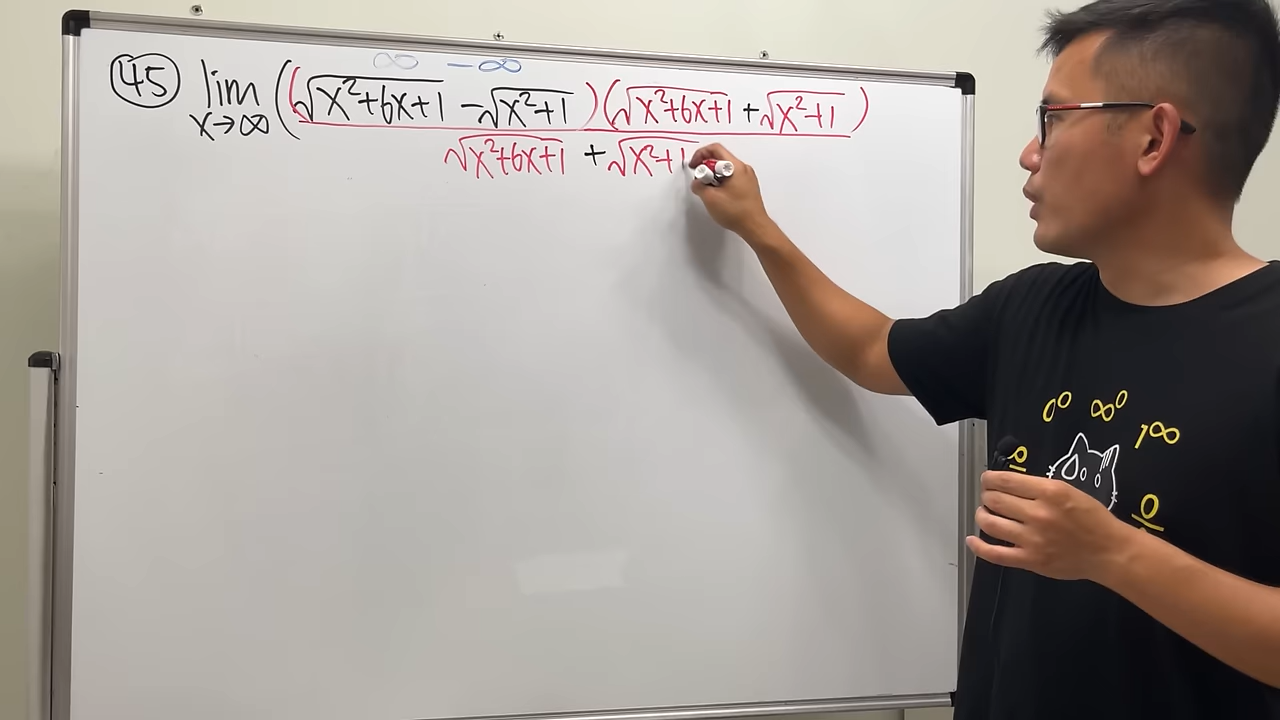 ∞ -∞
45 lim x→∞ ((√x²+6x+1 - √x²+1)(√x²+6x+1 + √x²+1)
√x²+6x+1 + √x²+1
0⁰ ∞⁰ 1^∞
0